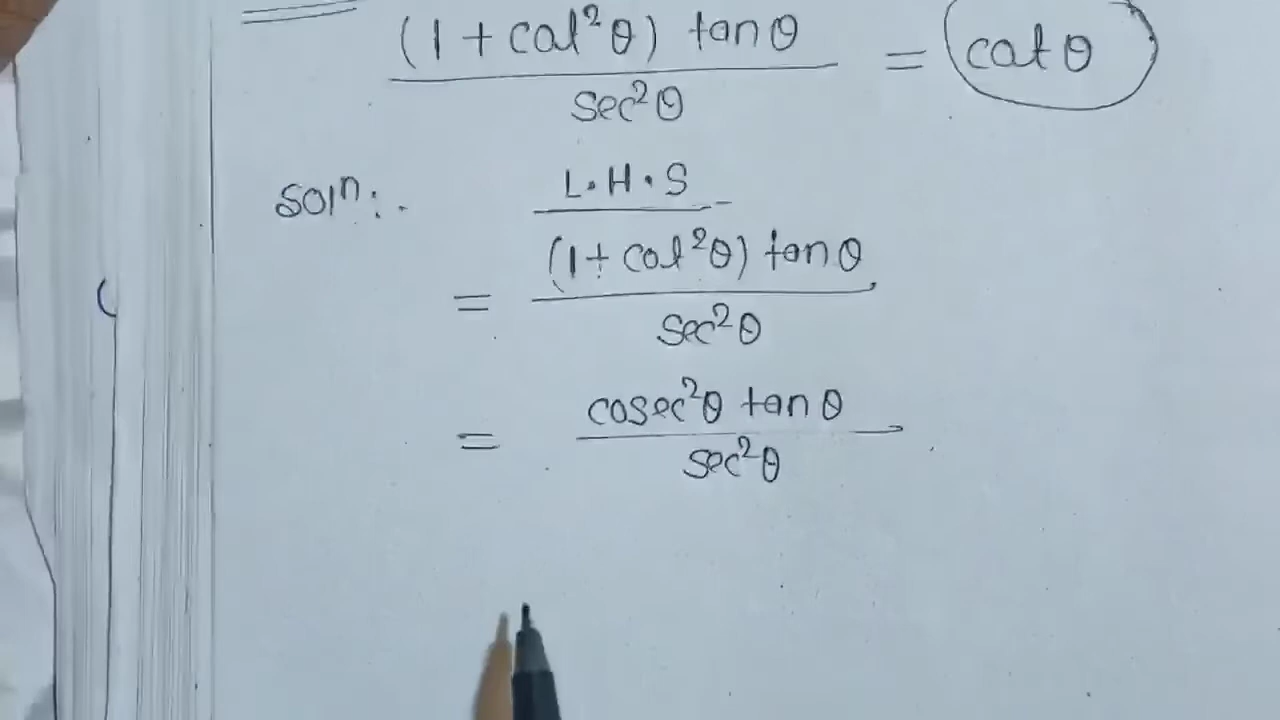 (1 + cot²θ) tanθ / sec²θ = cotθ
Solⁿ:.
L.H.S
= (1 + cot²θ) tanθ / sec²θ
= cosec²θ tanθ / sec²θ